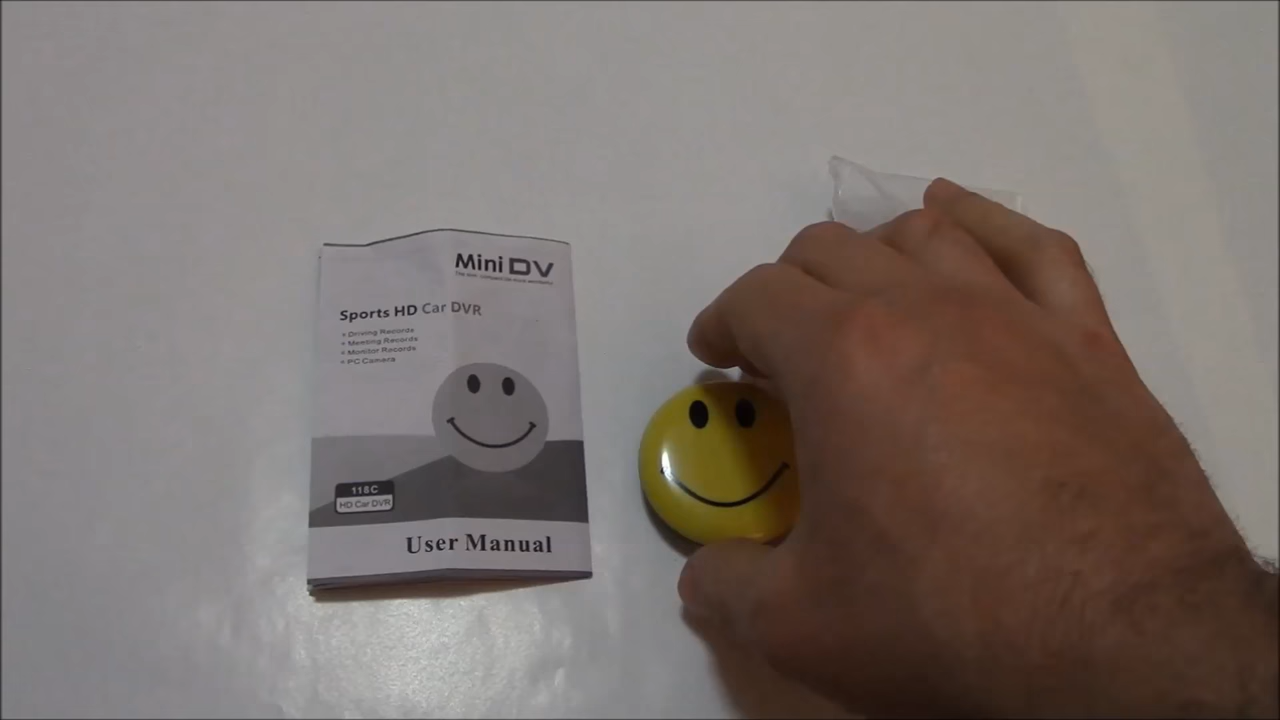 Mini DV
Sports HD Car DVR
Driving Records
Meeting Records
Monitor Records
PC Camera
118C
HD Car DVR
User Manual